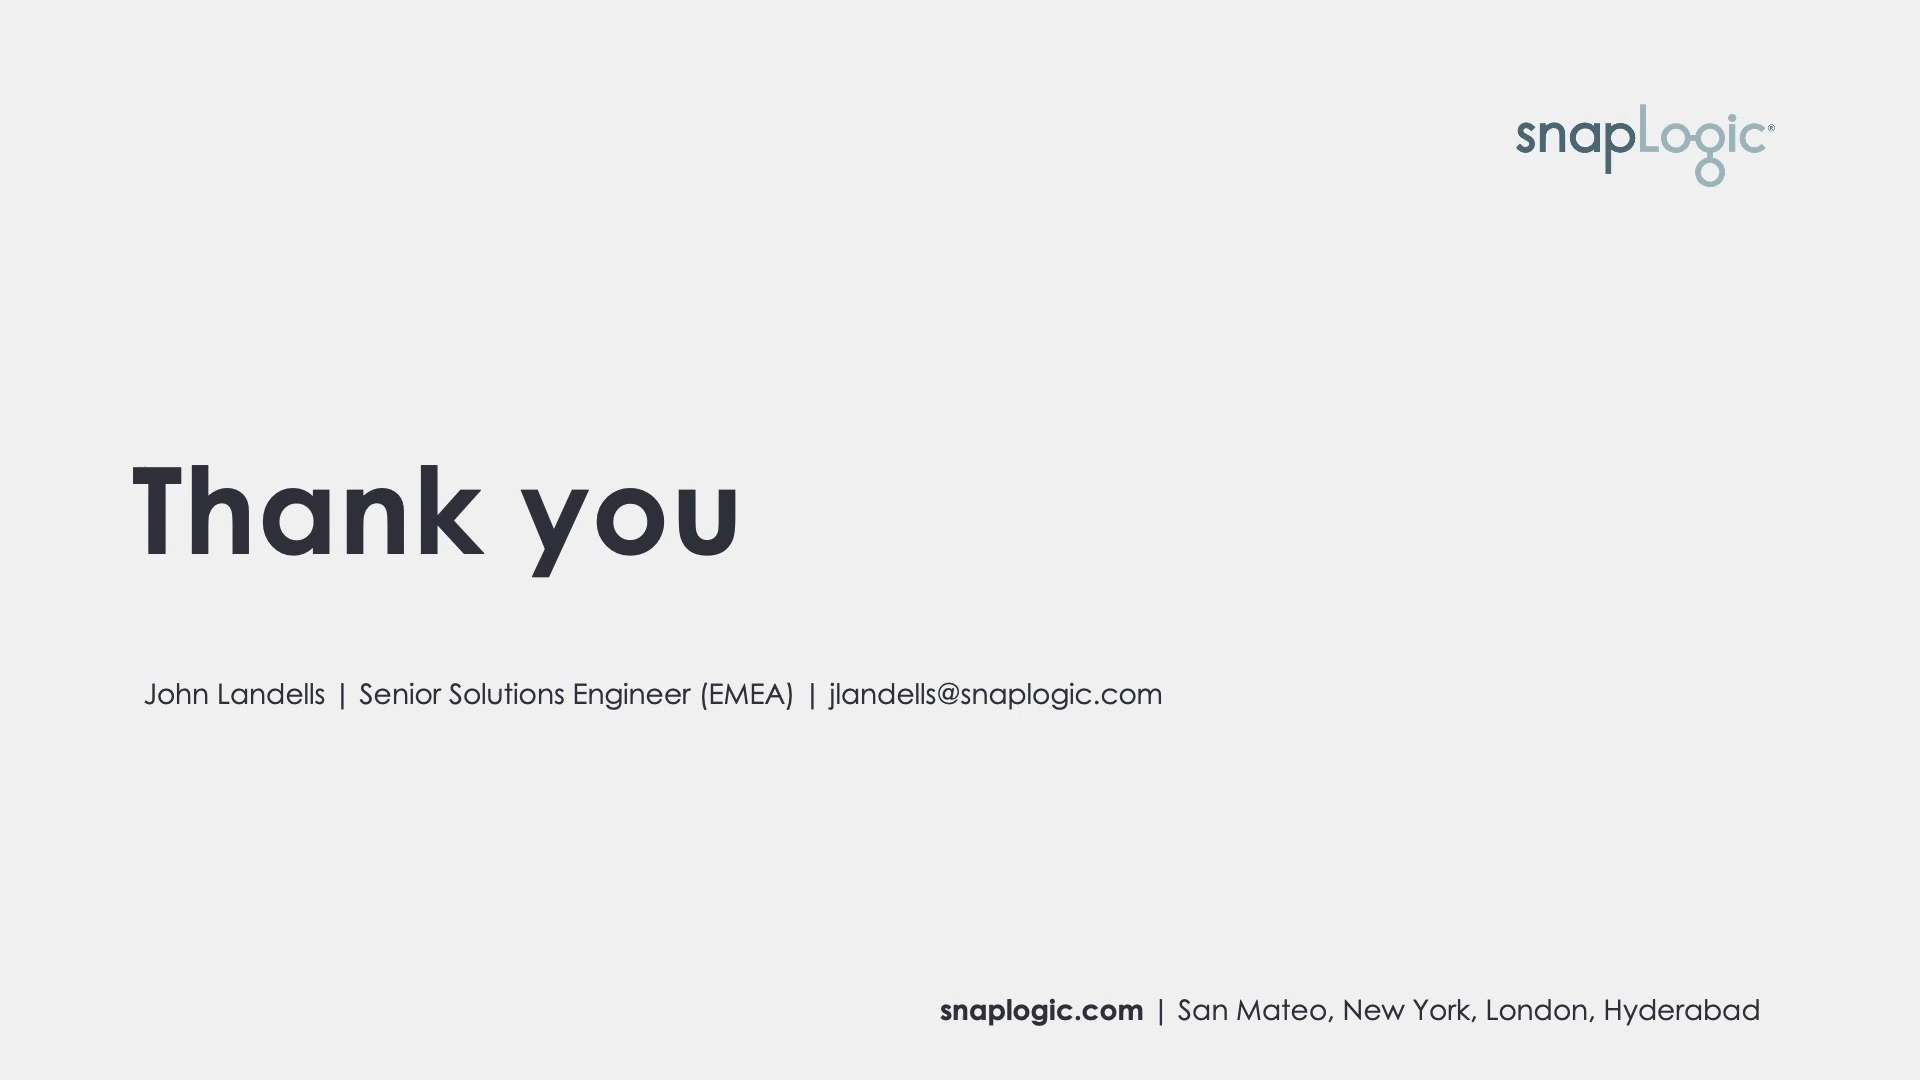 snapLogic®
Thank you
John Landells | Senior Solutions Engineer (EMEA) | jlandells@snaplogic.com
snaplogic.com | San Mateo, New York, London, Hyderabad